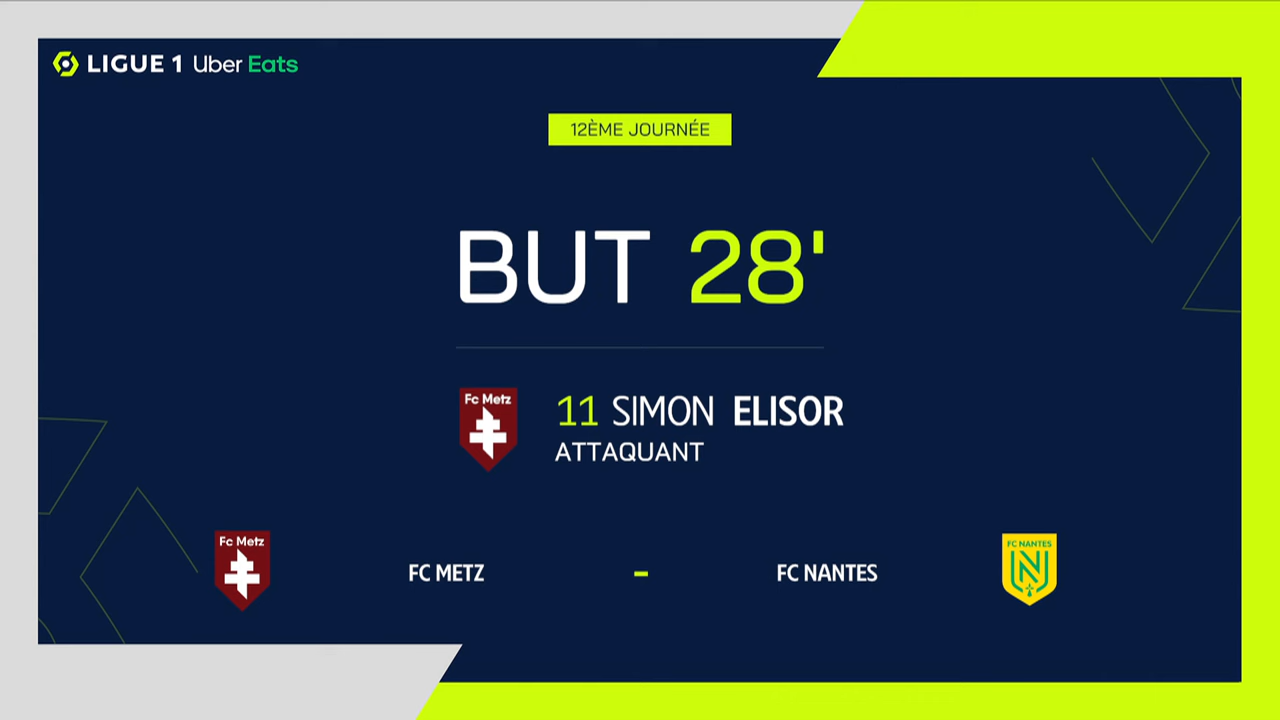 LIGUE 1 Uber Eats
12ÈME JOURNÉE
BUT 28'
Fc Metz
11 SIMON ELISOR
ATTAQUANT
Fc Metz
FC METZ - FC NANTES
FC NANTES
N